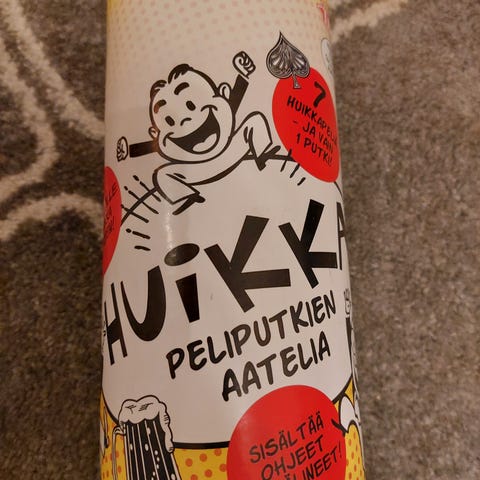 7
HUIKKAPELIÄ
- JA VAIN
1 PUTKI!
HUiKKA
PELIPUTKIEN
AATELIA
SISÄLTÄÄ
OHJEET